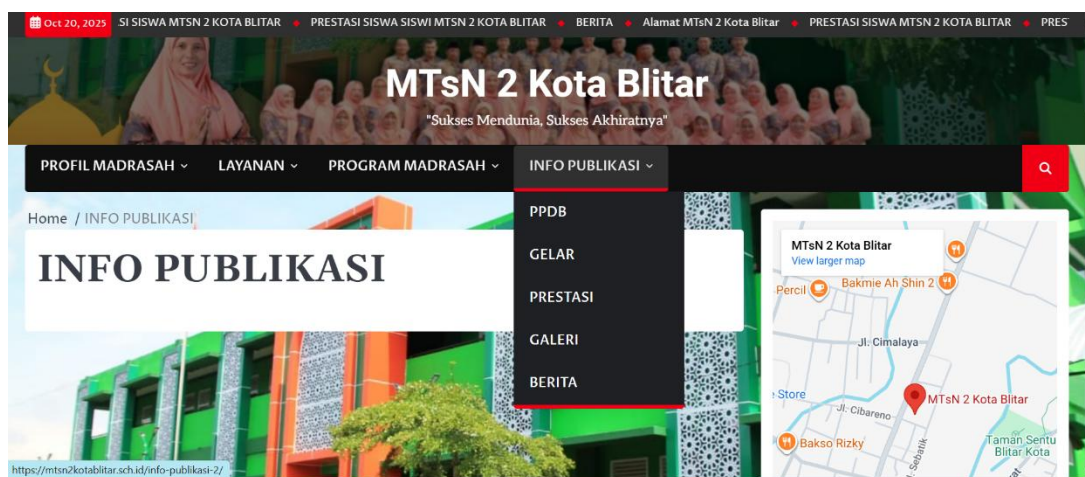 Oct 20, 2025 SI SISWA MTSN 2 KOTA BLITAR ♦ PRESTASI SISWA SISWI MTSN 2 KOTA BLITAR ♦ BERITA ♦ Alamat MTsN 2 Kota Blitar ♦ PRESTASI SISWA MTSN 2 KOTA BLITAR ♦ PRES
MTsN 2 Kota Blitar
"Sukses Mendunia, Sukses Akhiratnya"
PROFIL MADRASAH LAYANAN PROGRAM MADRASAH INFO PUBLIKASI
Home / INFO PUBLIKASI
INFO PUBLIKASI
PPDB
GELAR
PRESTASI
GALERI
BERITA
MTsN 2 Kota Blitar
View larger map
Percil
Bakmie Ah Shin 2
Jl. Cimalaya
Store
MTsN 2 Kota Blitar
Jl. Cibareno
Bakso Rizky
Jl. Sebatik
Taman Sentu
Blitar Kota
https://mtsn2kotablitar.sch.id/info-publikasi-2/